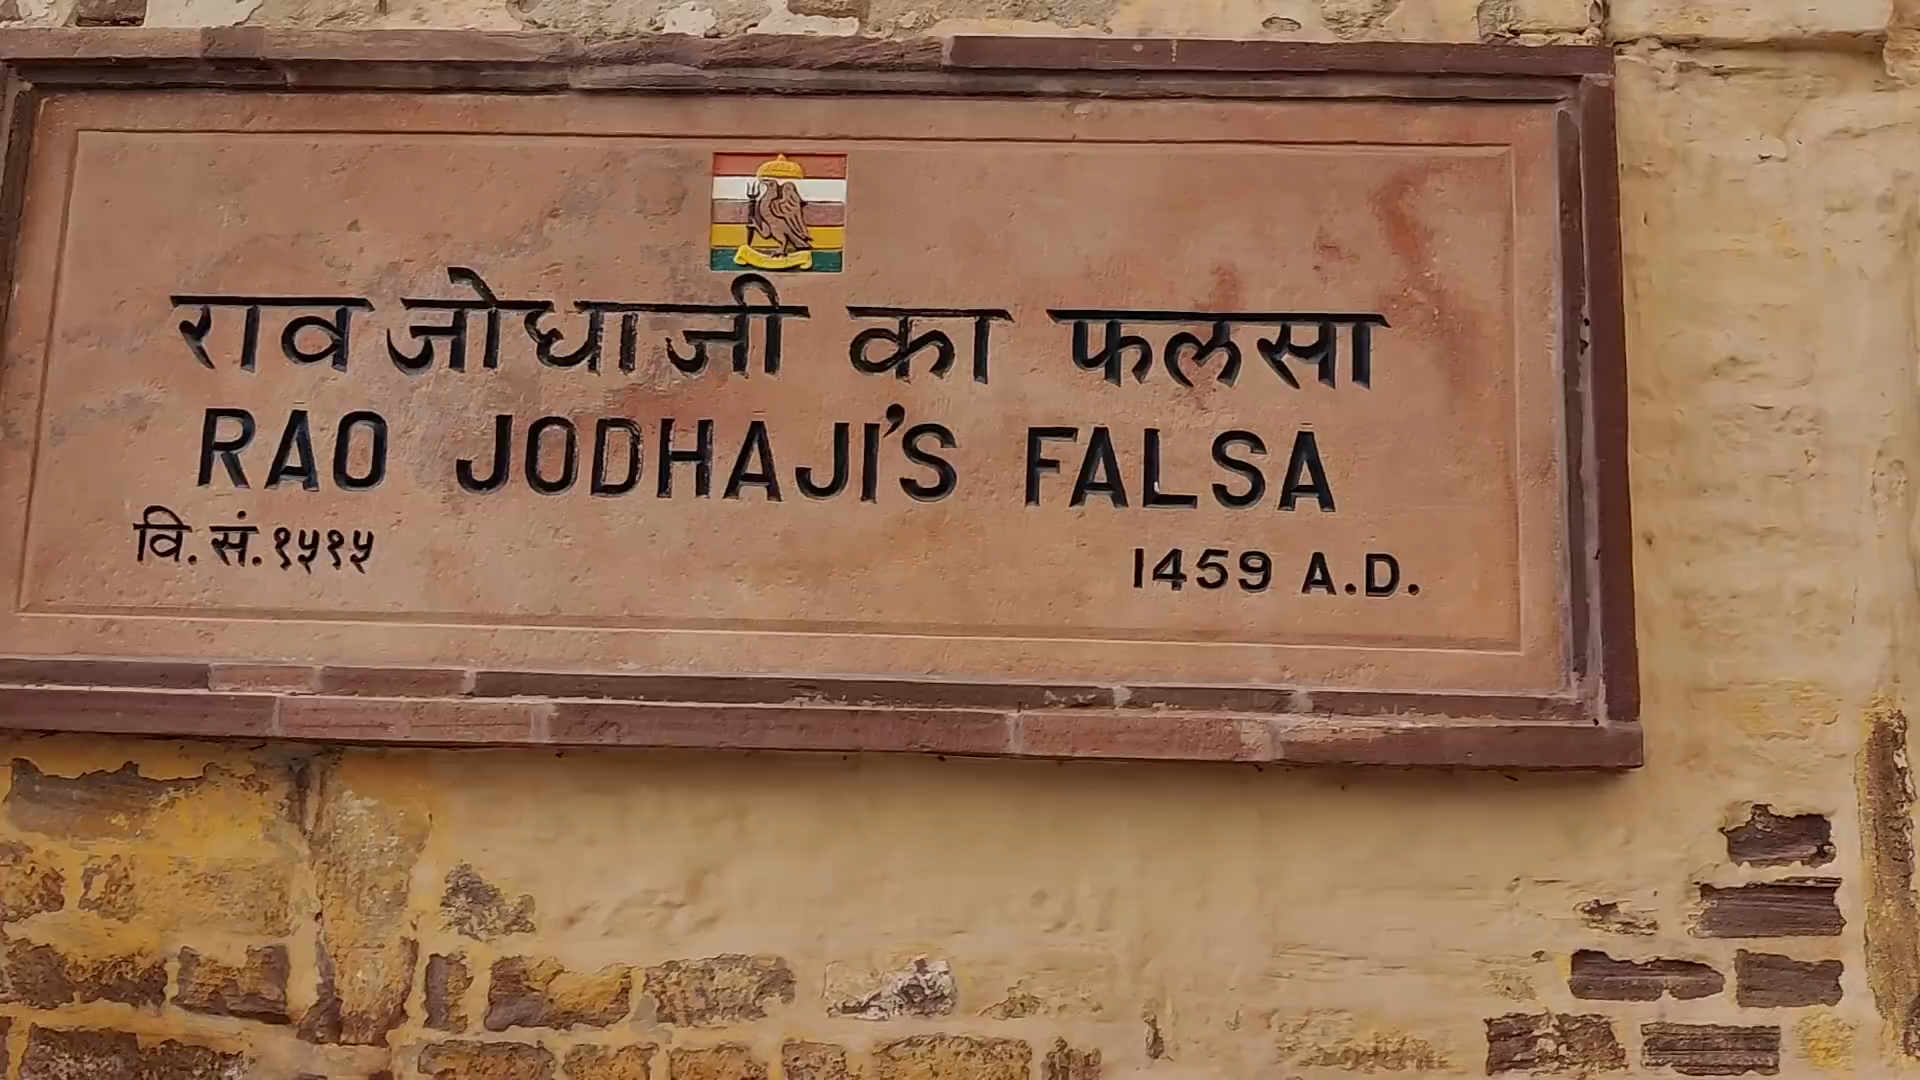 राव जोधाजी का फलसा
RAO JODHAJI'S FALSA
वि. सं. १५१५
1459 A.D.